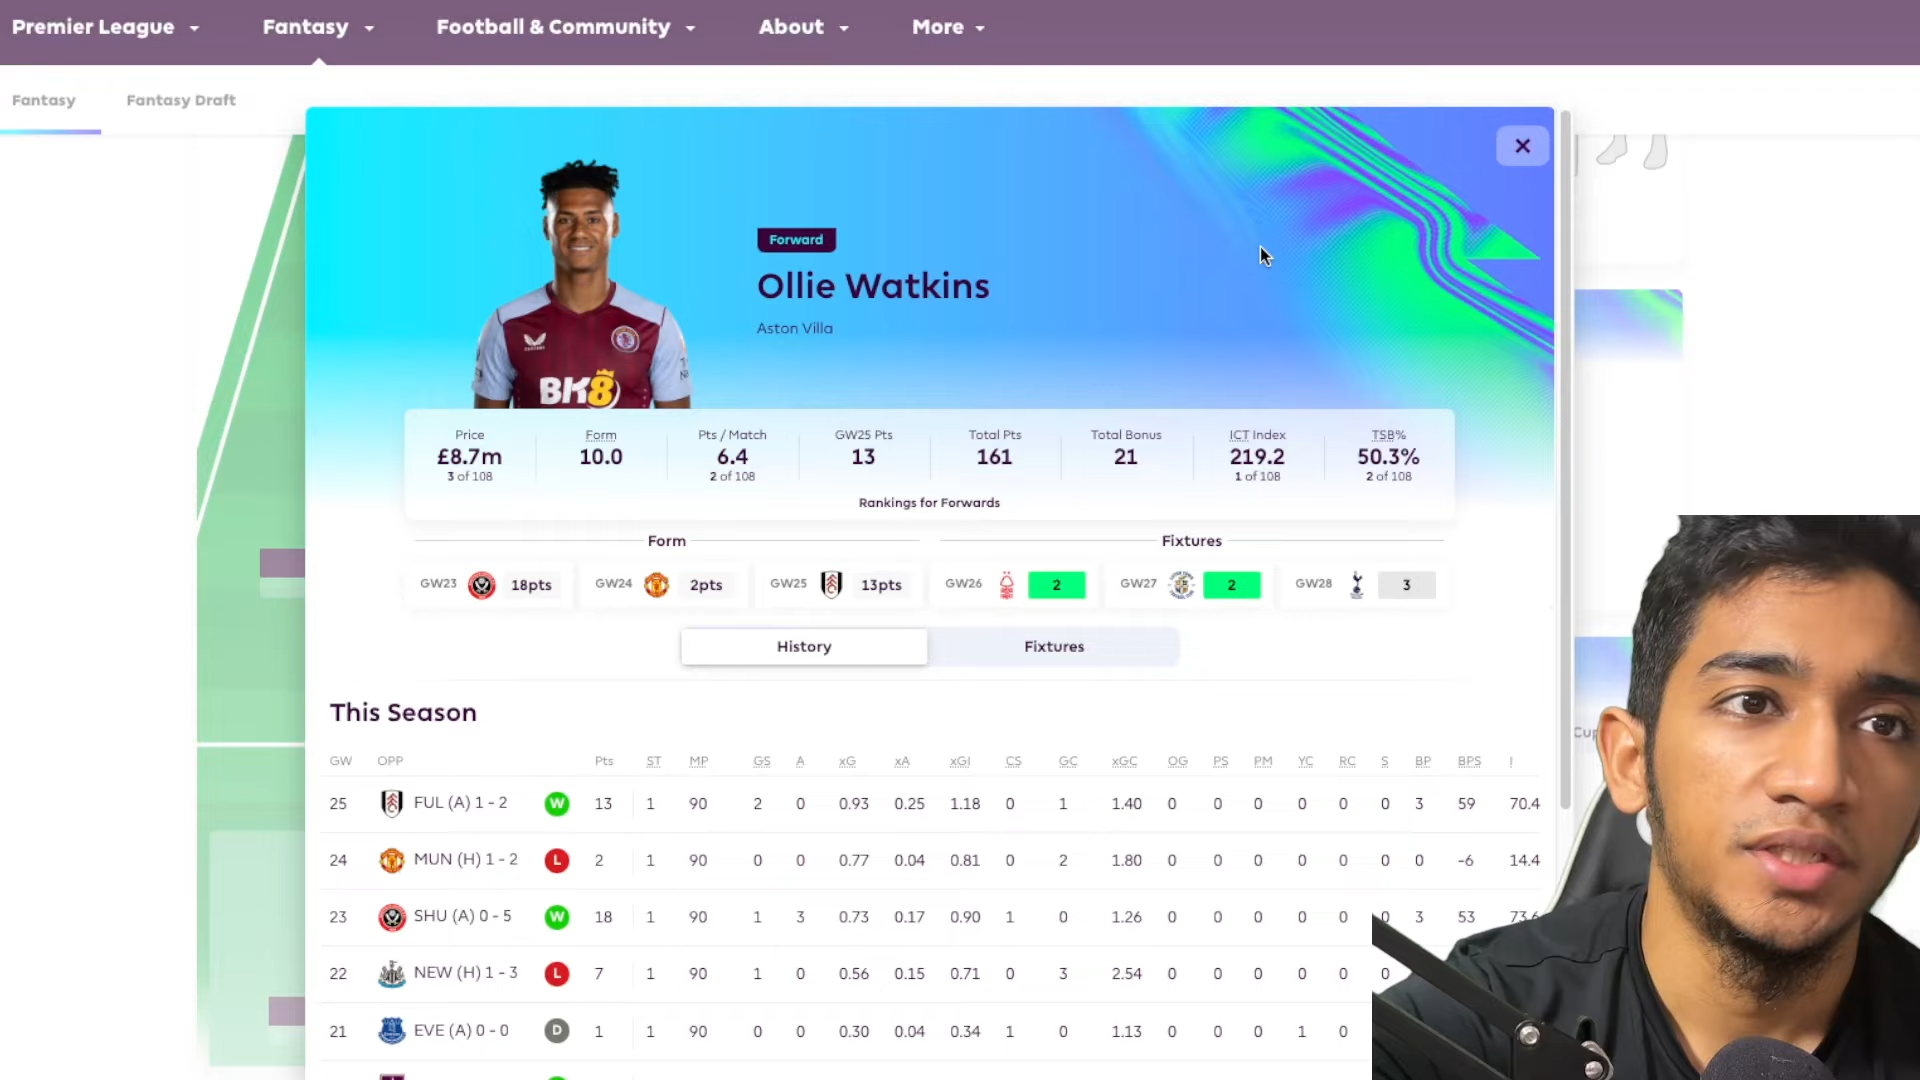 Premier League
Fantasy
Football & Community
About
More
Fantasy
Fantasy Draft
Forward
Ollie Watkins
Aston Villa
BK8
Price
£8.7m
3 of 108
Form
10.0
Pts / Match
6.4
2 of 108
GW25 Pts
13
Total Pts
161
Total Bonus
21
ICT Index
219.2
1 of 108
TSB%
50.3%
2 of 108
Rankings for Forwards
Form
Fixtures
GW23 18pts
GW24 2pts
GW25 13pts
GW26 2
GW27 2
GW28 3
History
Fixtures
This Season
GW OPP Pts ST MP GS A xG xA xGI CS GC xGC OG PS PM YC RC S BP BPS I
25 FUL (A) 1 - 2 W 13 1 90 2 0 0.93 0.25 1.18 0 1 1.40 0 0 0 0 0 0 3 59 70.4
24 MUN (H) 1 - 2 L 2 1 90 0 0 0.77 0.04 0.81 0 2 1.80 0 0 0 0 0 0 0 -6 14.4
23 SHU (A) 0 - 5 W 18 1 90 1 3 0.73 0.17 0.90 1 0 1.26 0 0 0 0 0 0 3 53 73.6
22 NEW (H) 1 - 3 L 7 1 90 1 0 0.56 0.15 0.71 0 3 2.54 0 0 0 0 0 0
21 EVE (A) 0 - 0 D 1 1 90 0 0 0.30 0.04 0.34 1 0 1.13 0 0 0 1 0
Cup